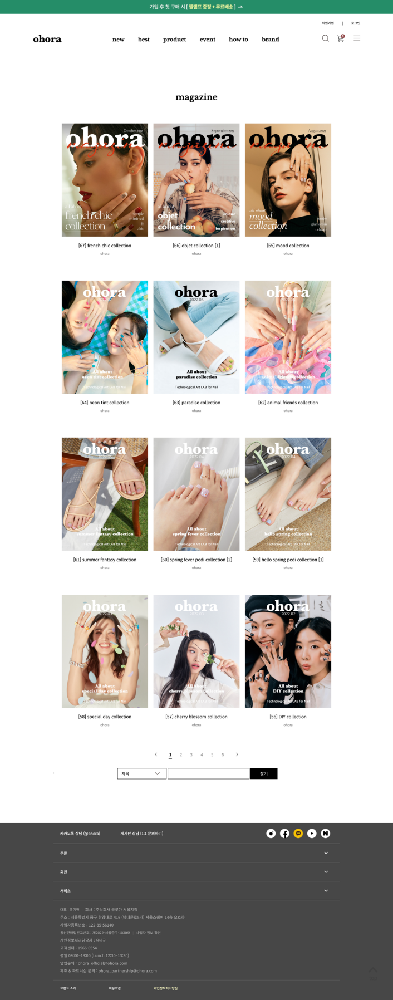 가입 후 첫 구매 시 [ 젤램프 증정 + 무료배송 ]
회원가입 | 로그인
ohora new best product event how to brand 0
magazine
October.2022
ohora
magazine
all about
french chic
collection
simple
minimal
&
chic
[67] french chic collection
ohora
September.2022
ohora
magazine
all about
objet
collection
unique
creative
inspiration
[66] objet collection [1]
ohora
August.2022
ohora
magazine
all about
mood
collection
glamorous
[65] mood collection
ohora
ohora
All about
neon tint collection
Technological Art LAB for Nail
[64] neon tint collection
ohora
ohora
2022.06
All about
paradise collection
Technological Art LAB for Nail
[63] paradise collection
ohora
ohora
All about
animal friends collection
Technological Art LAB for Nail
[62] animal friends collection
ohora
ohora
All about
summer fantasy collection
Technological Art LAB for Nail
[61] summer fantasy collection
ohora
ohora
2022.04
All about
spring fever collection
Technological Art LAB for Nail
[60] spring fever pedi collection [2]
ohora
ohora
2022.04
All about
hello spring collection
Technological Art LAB for Nail
[59] hello spring pedi collection [1]
ohora
ohora
2022.03
All about
special day collection
Technological Art LAB for Nail
[58] special day collection
ohora
ohora
2022.03
All about
cherry blossom collection
Technological Art LAB for Nail
[57] cherry blossom collection
ohora
ohora
2022.02
All about
DIY collection
Technological Art LAB for Nail
[56] DIY collection
ohora
1 2 3 4 5 6
제목 찾기
카카오톡 상담 (@ohora) 게시판 상담 (1:1 문의하기)
주문
회원
서비스
대표 : 유기현 | 회사 : 주식회사 글루가 서울지점
주소 : 서울특별시 중구 한강대로 416 (남대문로5가) 서울스퀘어 14층 오호라
사업자등록번호 : 122-85-56140
통신판매업신고번호 : 제2022-서울중구-1030호 | 사업자 정보 확인
개인정보처리담당자 : 유태규
고객센터 : 1566-0554
평일 09:00~18:00 (Lunch 12:30~13:30)
영업문의 : ohora_official@ohora.com
제휴 & 파트너십 문의 : ohora_partnership@ohora.com
브랜드 소개 이용약관 개인정보처리방침